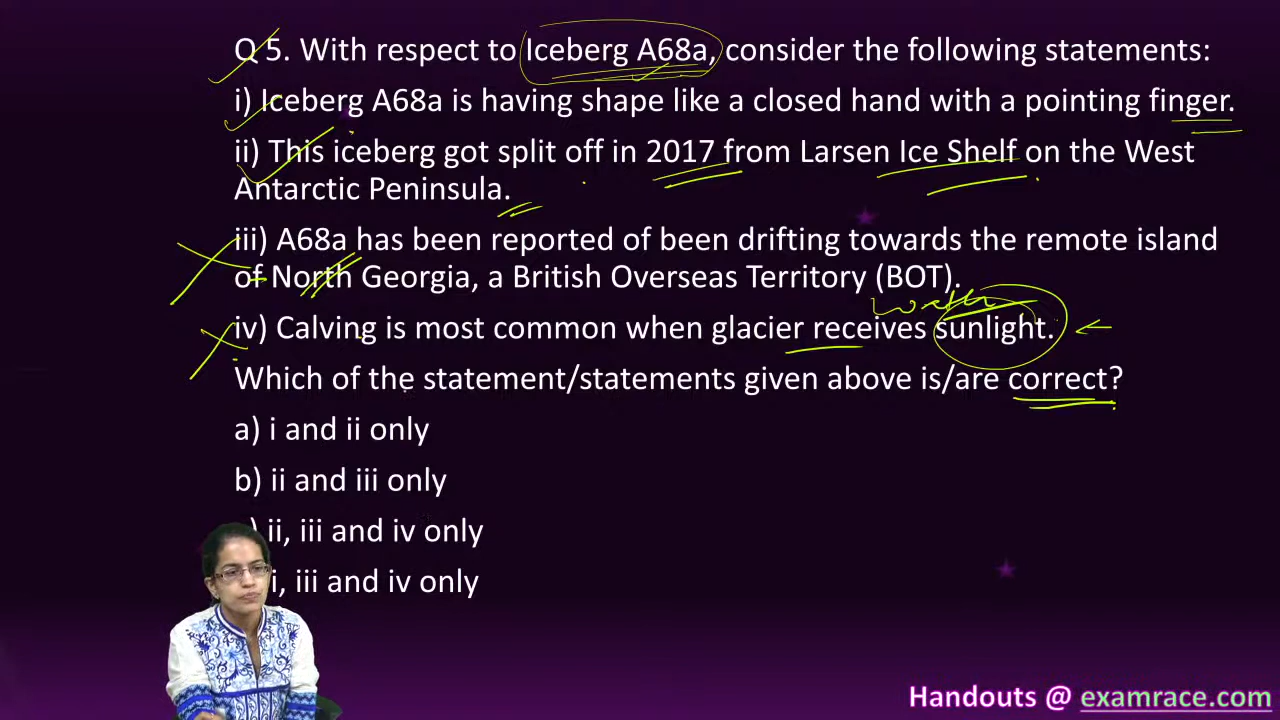 Q 5. With respect to Iceberg A68a, consider the following statements:
i) Iceberg A68a is having shape like a closed hand with a pointing finger.
ii) This iceberg got split off in 2017 from Larsen Ice Shelf on the West
Antarctic Peninsula.
iii) A68a has been reported of been drifting towards the remote island
of North Georgia, a British Overseas Territory (BOT).
iv) Calving is most common when glacier receives sunlight.
Which of the statement/statements given above is/are correct?
a) i and ii only
b) ii and iii only
) ii, iii and iv only
i, iii and iv only
Handouts @ examrace.com